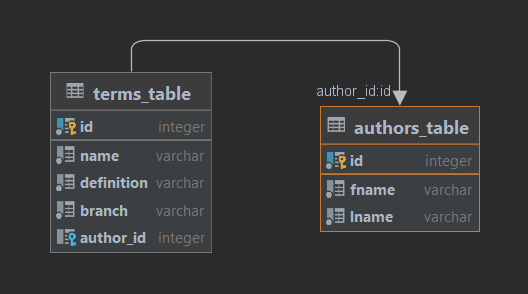 author_id:id
terms_table
id integer
name varchar
definition varchar
branch varchar
author_id integer
authors_table
id integer
fname varchar
lname varchar